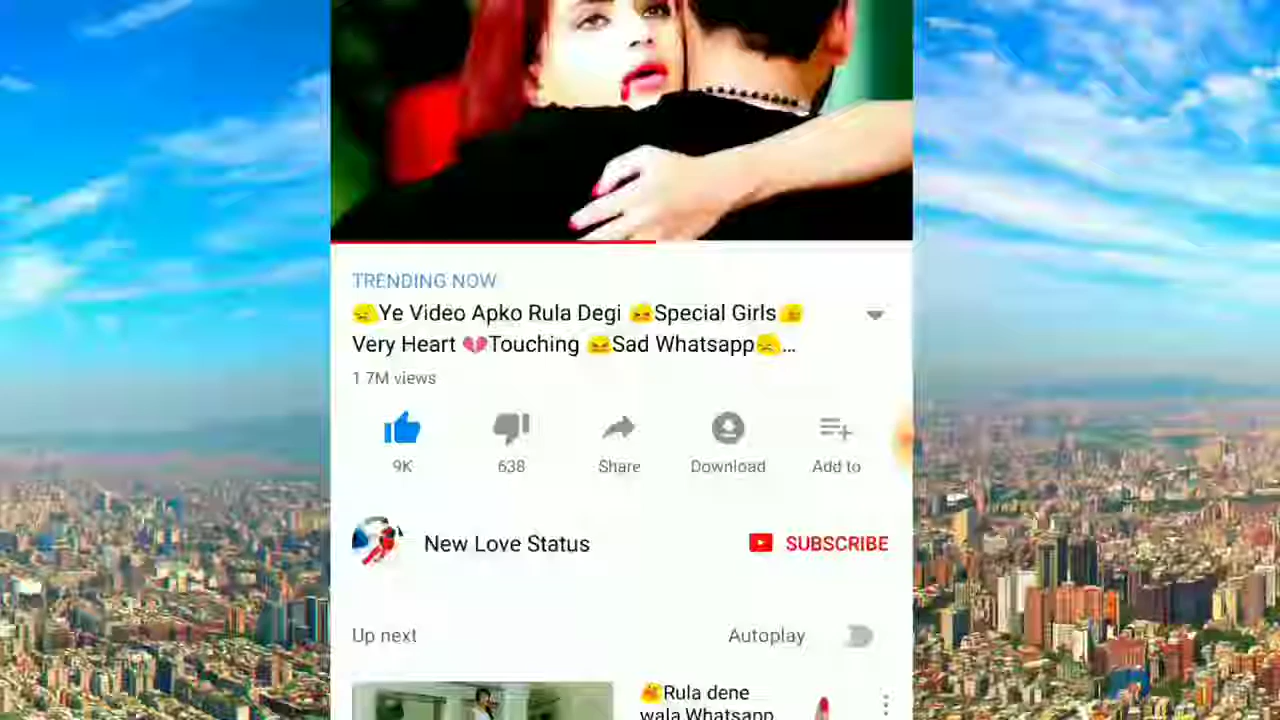 TRENDING NOW
😞Ye Video Apko Rula Degi 😖Special Girls😞
Very Heart 💔Touching 😖Sad Whatsapp😞...
1 7M views
9K
638
Share
Download
Add to
New Love Status
SUBSCRIBE
Up next
Autoplay
Rula dene
wala Whatsapp